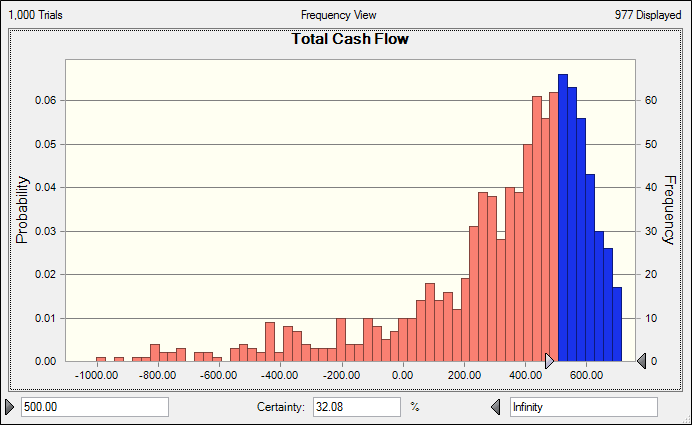 1,000 Trials Frequency View 977 Displayed
Total Cash Flow
Probability
0.06
0.05
0.04
0.03
0.02
0.01
0.00
60
50
40
30
20
10
0
Frequency
-1000.00 -800.00 -600.00 -400.00 -200.00 0.00 200.00 400.00 600.00
500.00 Certainty: 32.08 % Infinity